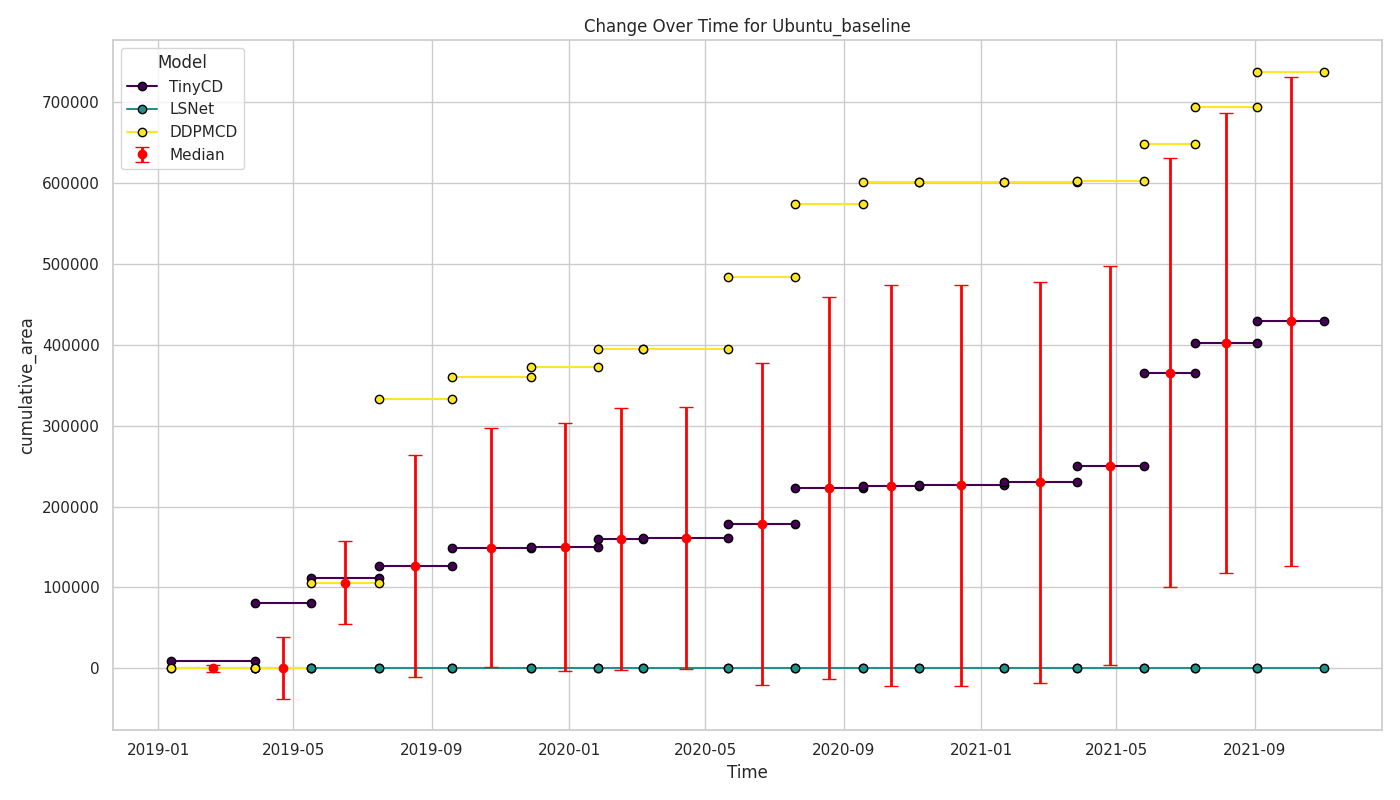 Change Over Time for Ubuntu_baseline
Model
TinyCD
LSNet
DDPMCD
Median
cumulative_area
700000
600000
500000
400000
300000
200000
100000
0
2019-01
2019-05
2019-09
2020-01
2020-05
2020-09
2021-01
2021-05
2021-09
Time